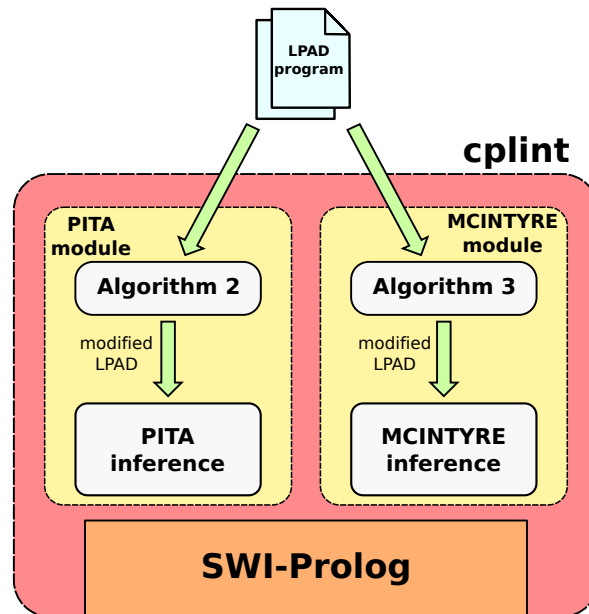 LPAD
program
cplint
PITA
module
MCINTYRE
module
Algorithm 2
Algorithm 3
modified
LPAD
modified
LPAD
PITA
inference
MCINTYRE
inference
SWI-Prolog